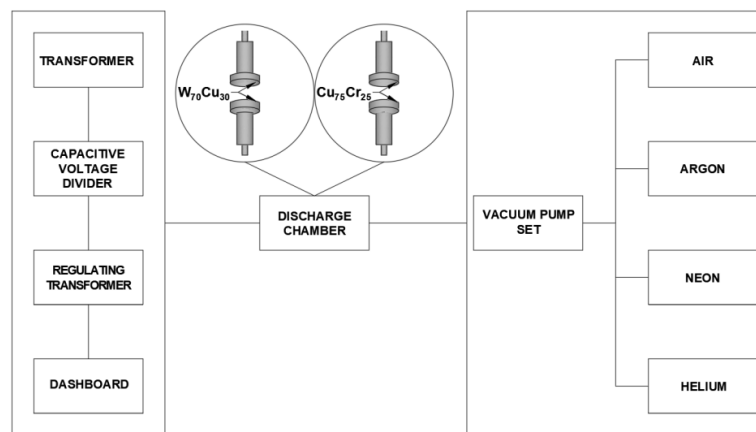 TRANSFORMER
CAPACITIVE
VOLTAGE
DIVIDER
REGULATING
TRANSFORMER
DASHBOARD
W₇₀Cu₃₀
Cu₇₅Cr₂₅
DISCHARGE
CHAMBER
VACUUM PUMP
SET
AIR
ARGON
NEON
HELIUM